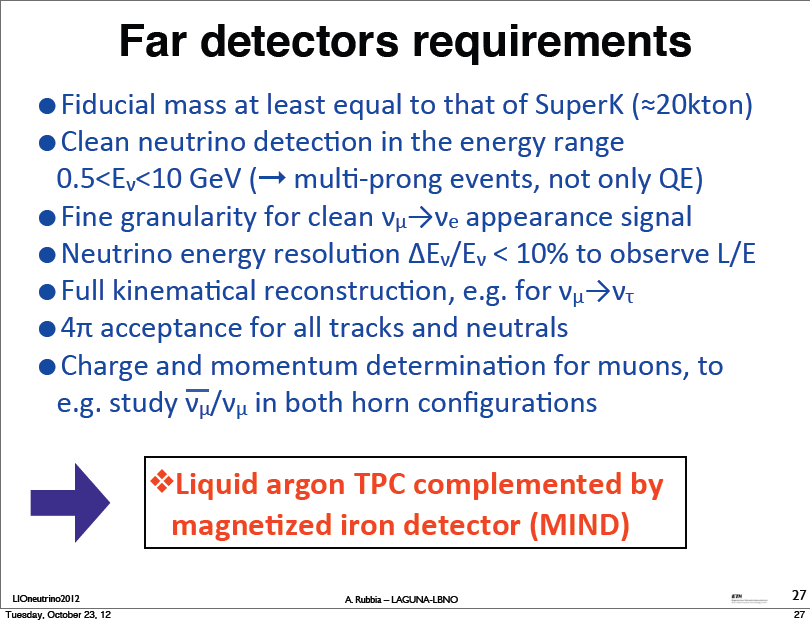 Far detectors requirements
●Fiducial mass at least equal to that of SuperK (≈20kton)
●Clean neutrino detection in the energy range
0.5<Eν<10 GeV (→ multi-prong events, not only QE)
●Fine granularity for clean νμ→νe appearance signal
●Neutrino energy resolution ΔEν/Eν < 10% to observe L/E
●Full kinematical reconstruction, e.g. for νμ→ντ
●4π acceptance for all tracks and neutrals
●Charge and momentum determination for muons, to
e.g. study ν̅μ/νμ in both horn configurations
❖Liquid argon TPC complemented by
magnetized iron detector (MIND)
LIOneutrino2012 A. Rubbia – LAGUNA-LBNO ETH 27
Tuesday, October 23, 12 27